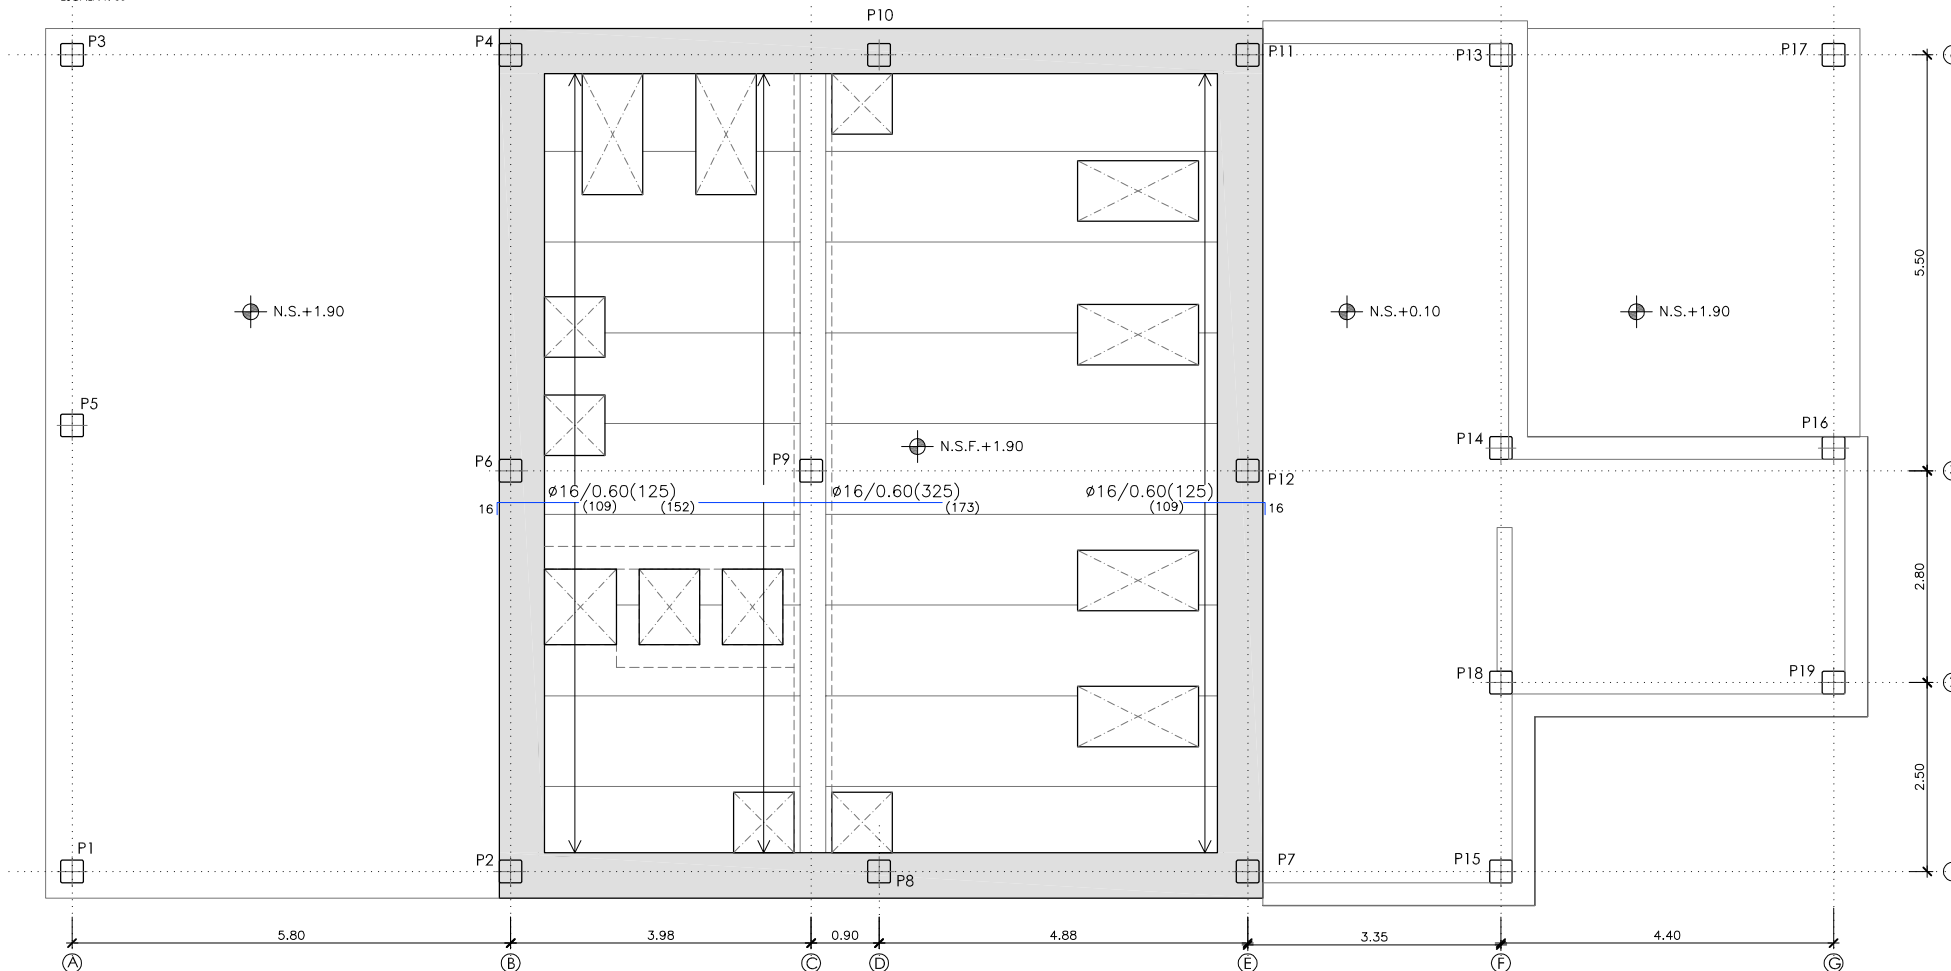 P10
P3
P4
P11
P13
P17
5.50
N.S.+1.90
N.S.+0.10
N.S.+1.90
P5
P16
P14
N.S.F.+1.90
P6
P9
P12
ø16/0.60(125)
ø16/0.60(325)
ø16/0.60(125)
16
(109)
(152)
(173)
(109)
16
2.80
P18
P19
2.50
P1
P2
P8
P7
P15
5.80
3.98
0.90
4.88
3.35
4.40
A
B
C
D
E
F
G